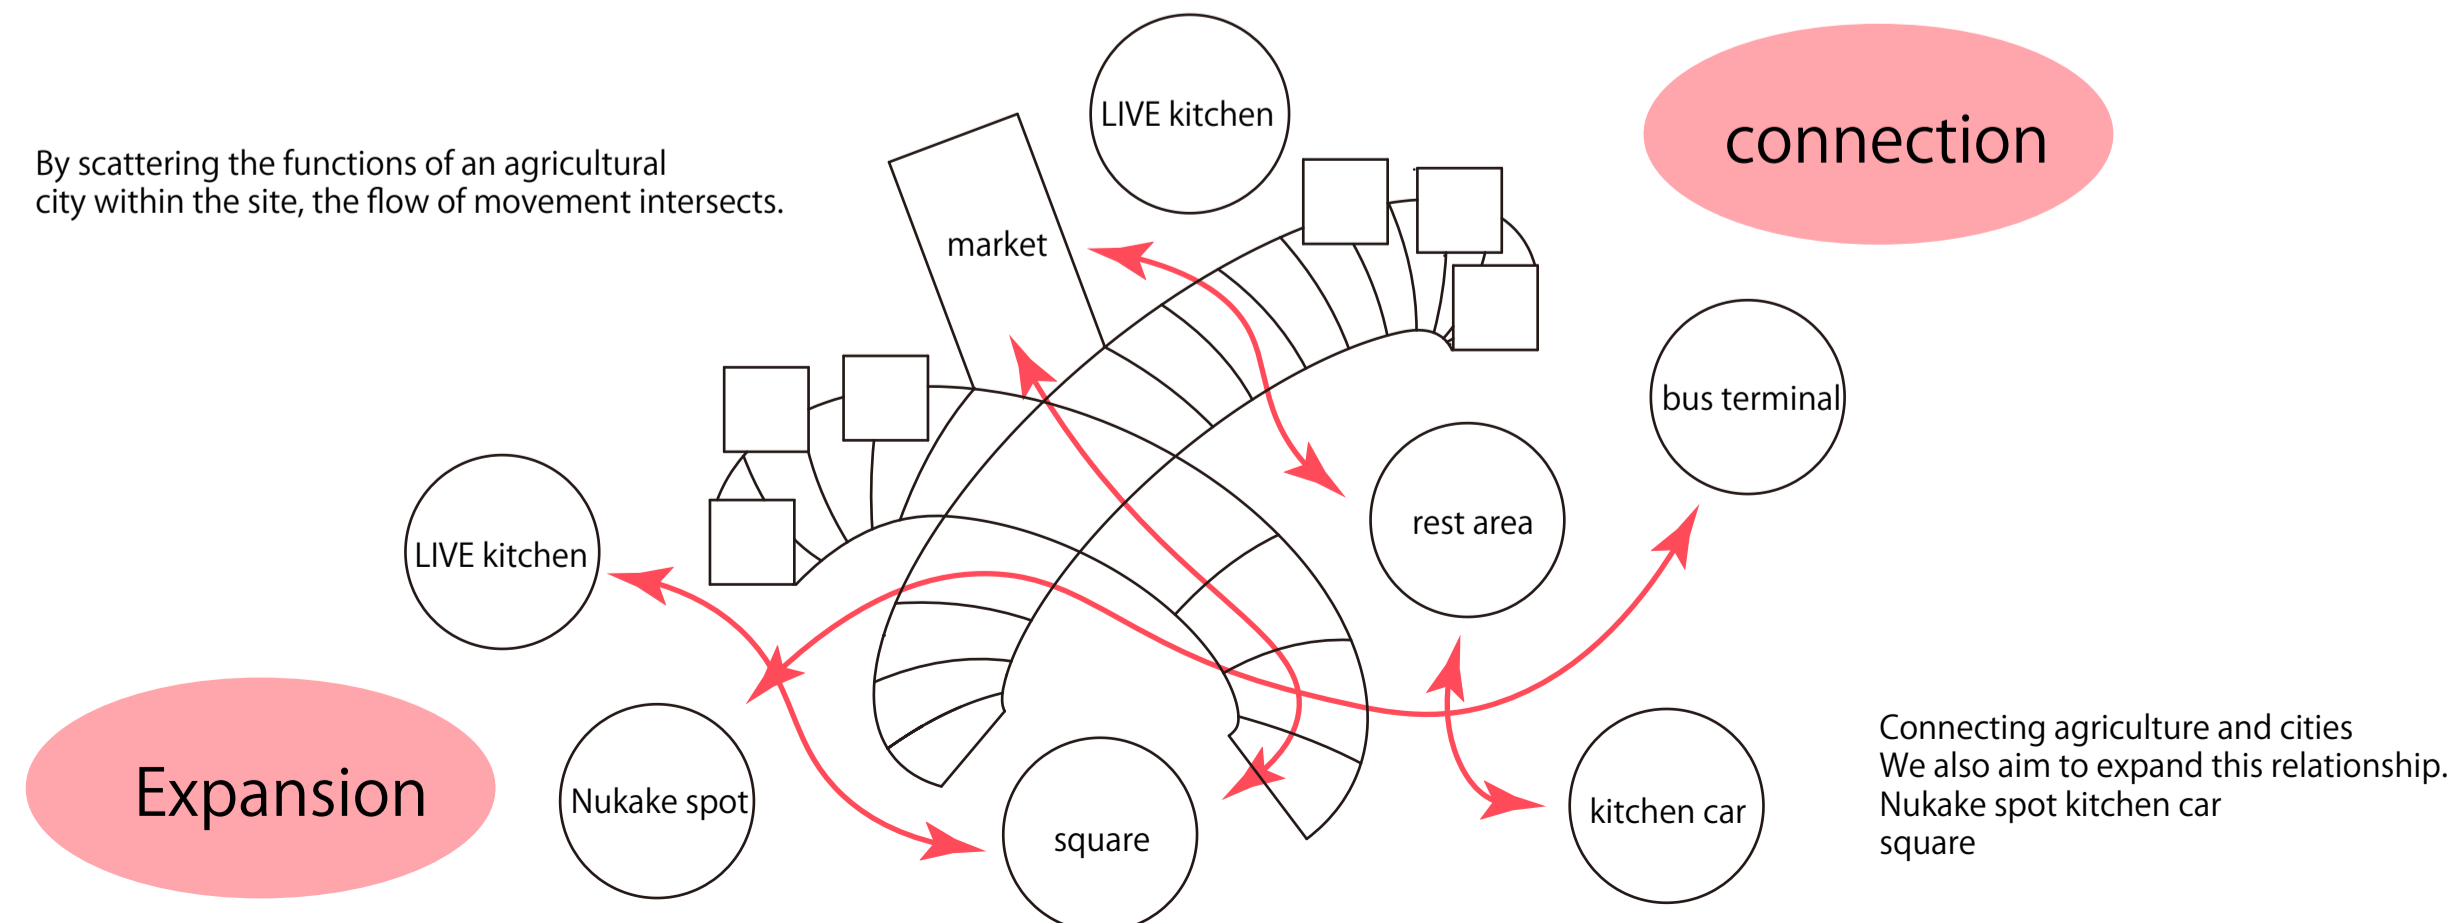 LIVE kitchen
connection
By scattering the functions of an agricultural
city within the site, the flow of movement intersects.
market
bus terminal
rest area
LIVE kitchen
Expansion
Nukake spot
square
kitchen car
Connecting agriculture and cities
We also aim to expand this relationship.
Nukake spot kitchen car
square